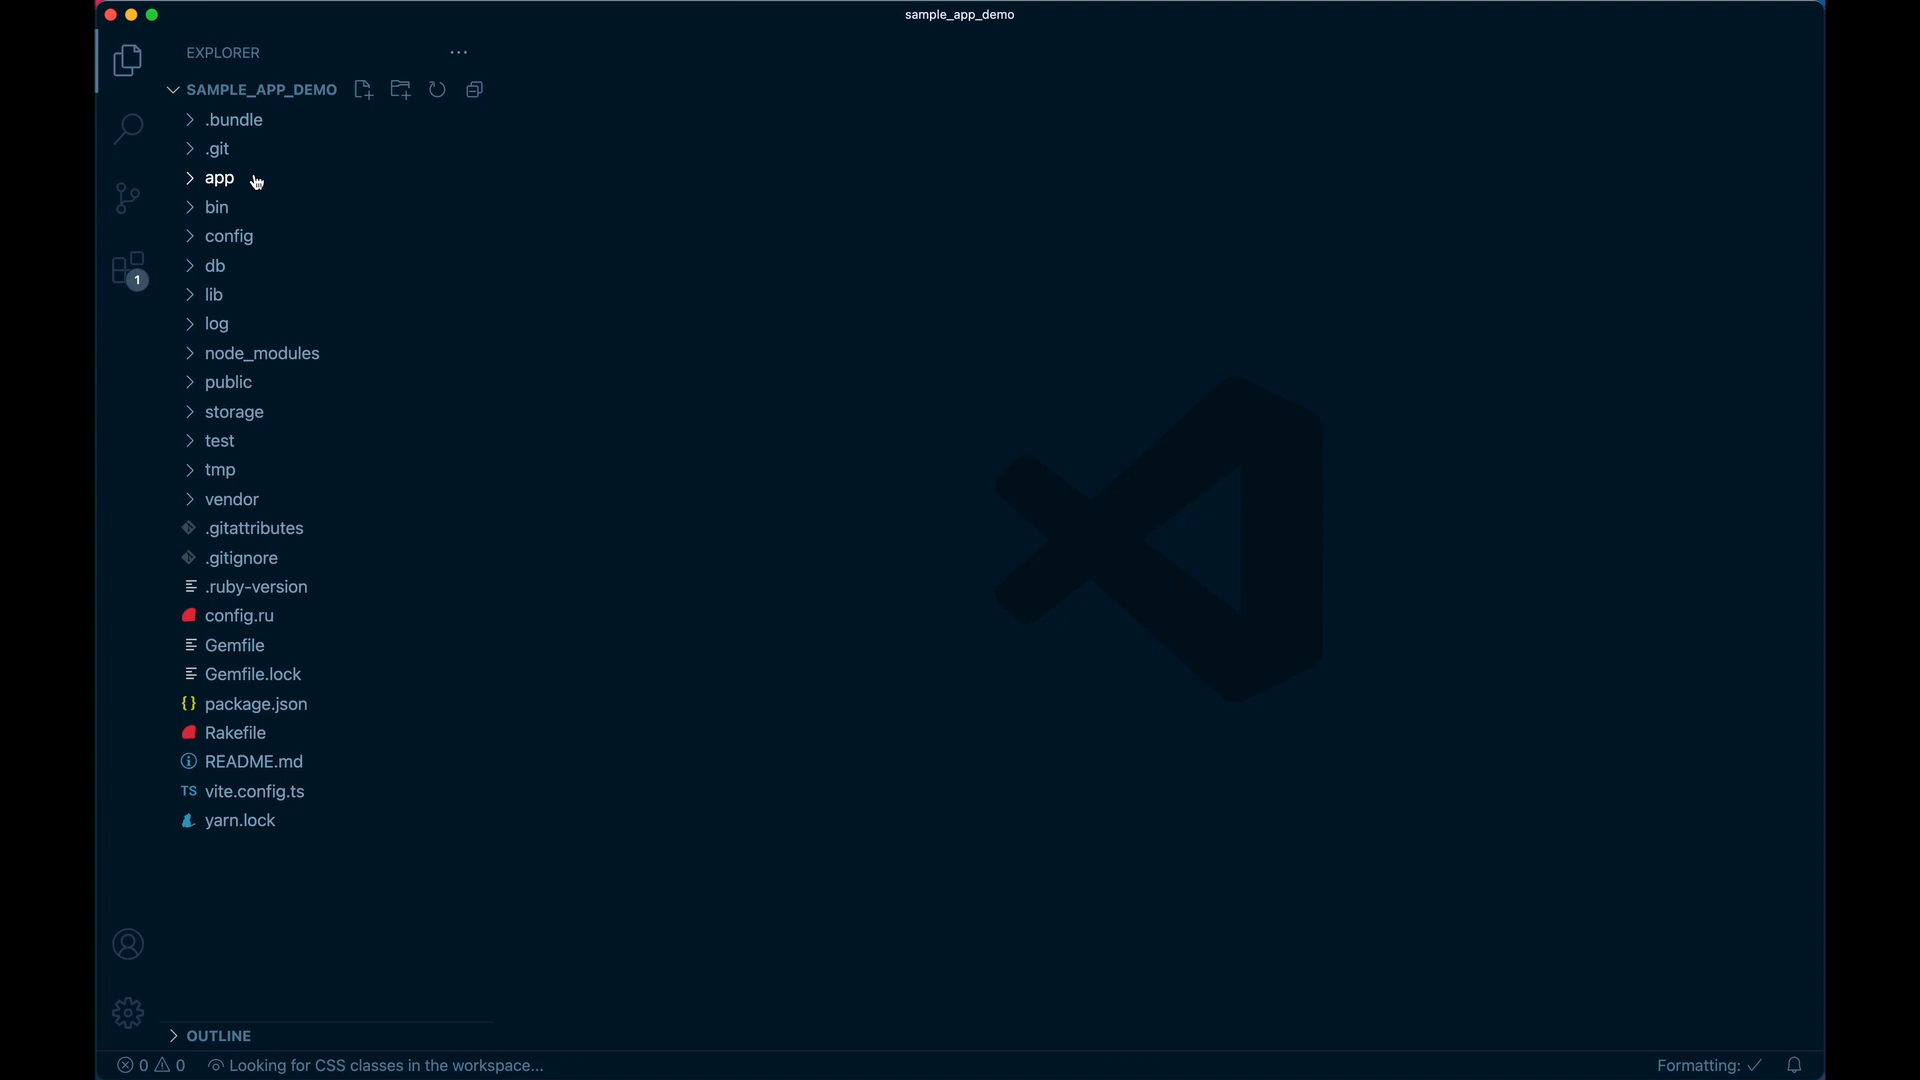 sample_app_demo
EXPLORER
SAMPLE_APP_DEMO
.bundle
.git
app
bin
config
db
lib
log
node_modules
public
storage
test
tmp
vendor
.gitattributes
.gitignore
.ruby-version
config.ru
Gemfile
Gemfile.lock
{} package.json
Rakefile
README.md
TS vite.config.ts
yarn.lock
1
OUTLINE
0 0 Looking for CSS classes in the workspace... Formatting: ✓